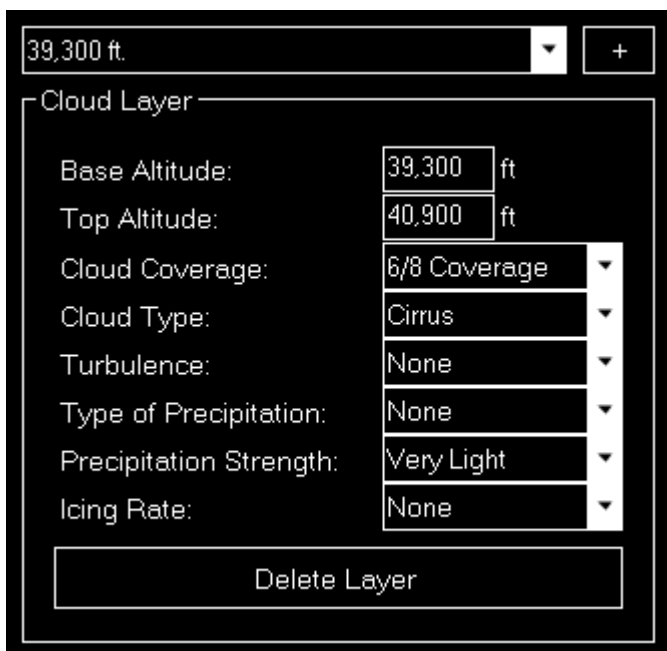 39,300 ft. +
Cloud Layer
Base Altitude: 39,300 ft
Top Altitude: 40,900 ft
Cloud Coverage: 6/8 Coverage
Cloud Type: Cirrus
Turbulence: None
Type of Precipitation: None
Precipitation Strength: Very Light
Icing Rate: None
Delete Layer